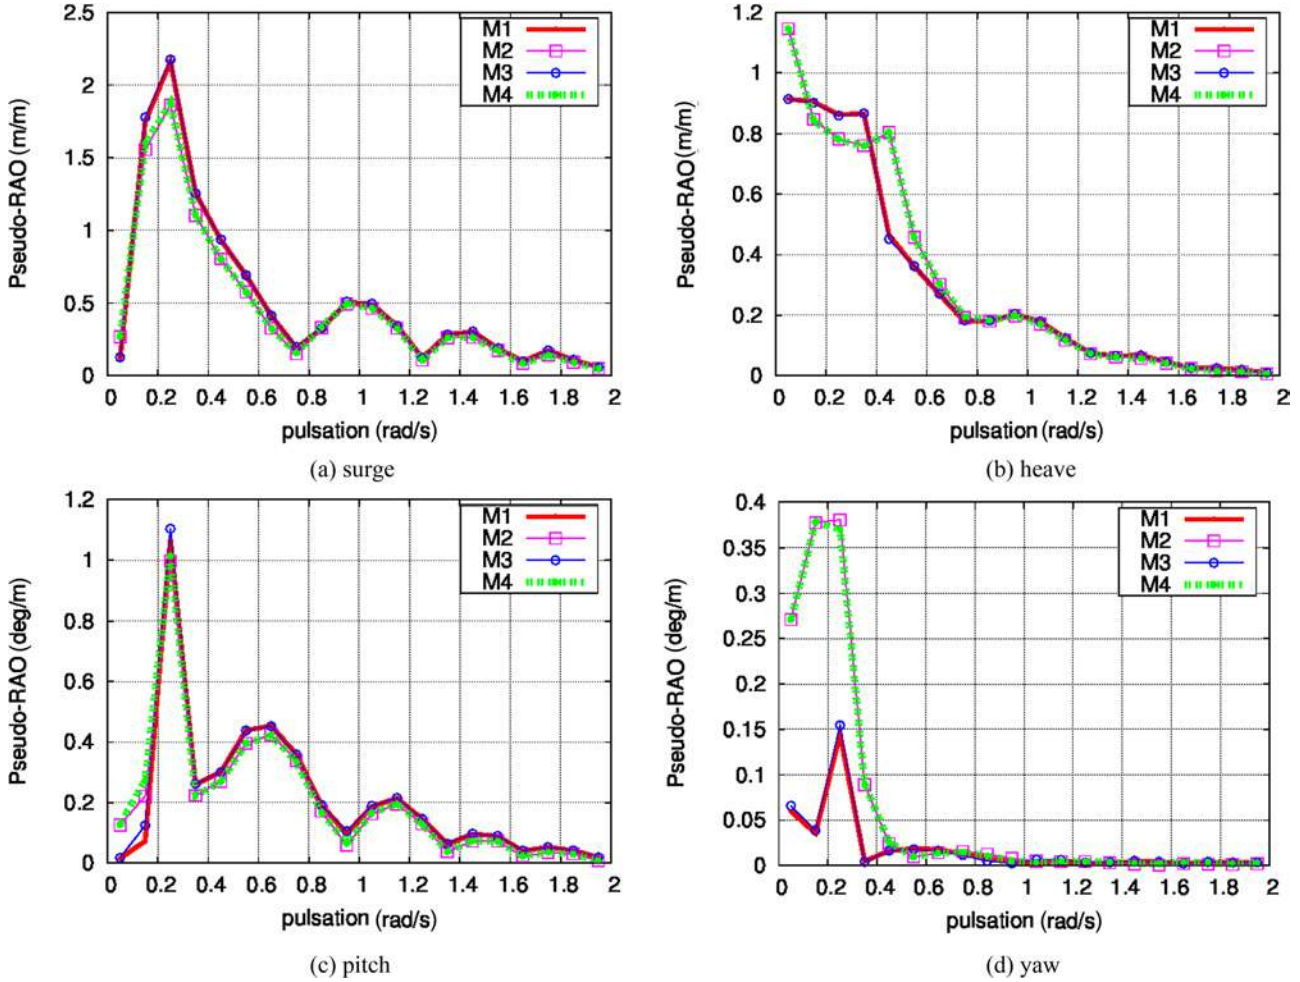 2.5
2
1.5
1
0.5
0
Pseudo-RAO (m/m)
M1
M2
M3
M4
0 0.2 0.4 0.6 0.8 1 1.2 1.4 1.6 1.8 2
pulsation (rad/s)
(a) surge
1.2
1
0.8
0.6
0.4
0.2
0
Pseudo-RAO (m/m)
M1
M2
M3
M4
0 0.2 0.4 0.6 0.8 1 1.2 1.4 1.6 1.8 2
pulsation (rad/s)
(b) heave
1.2
1
0.8
0.6
0.4
0.2
0
Pseudo-RAO (deg/m)
M1
M2
M3
M4
0 0.2 0.4 0.6 0.8 1 1.2 1.4 1.6 1.8 2
pulsation (rad/s)
(c) pitch
0.4
0.35
0.3
0.25
0.2
0.15
0.1
0.05
0
Pseudo-RAO (deg/m)
M1
M2
M3
M4
0 0.2 0.4 0.6 0.8 1 1.2 1.4 1.6 1.8 2
pulsation (rad/s)
(d) yaw